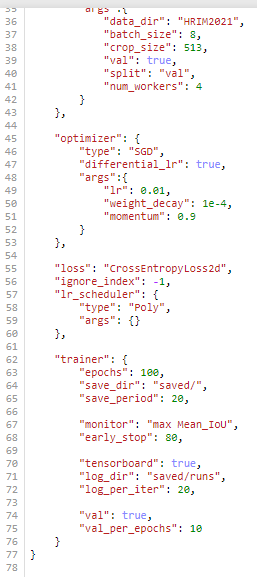 35 "args":{
36 "data_dir": "HRIM2021",
37 "batch_size": 8,
38 "crop_size": 513,
39 "val": true,
40 "split": "val",
41 "num_workers": 4
42 }
43 },
44
45 "optimizer": {
46 "type": "SGD",
47 "differential_lr": true,
48 "args":{
49 "lr": 0.01,
50 "weight_decay": 1e-4,
51 "momentum": 0.9
52 }
53 },
54
55 "loss": "CrossEntropyLoss2d",
56 "ignore_index": -1,
57 "lr_scheduler": {
58 "type": "Poly",
59 "args": {}
60 },
61
62 "trainer": {
63 "epochs": 100,
64 "save_dir": "saved/",
65 "save_period": 20,
66
67 "monitor": "max Mean_IoU",
68 "early_stop": 80,
69
70 "tensorboard": true,
71 "log_dir": "saved/runs",
72 "log_per_iter": 20,
73
74 "val": true,
75 "val_per_epochs": 10
76 }
77 }
78